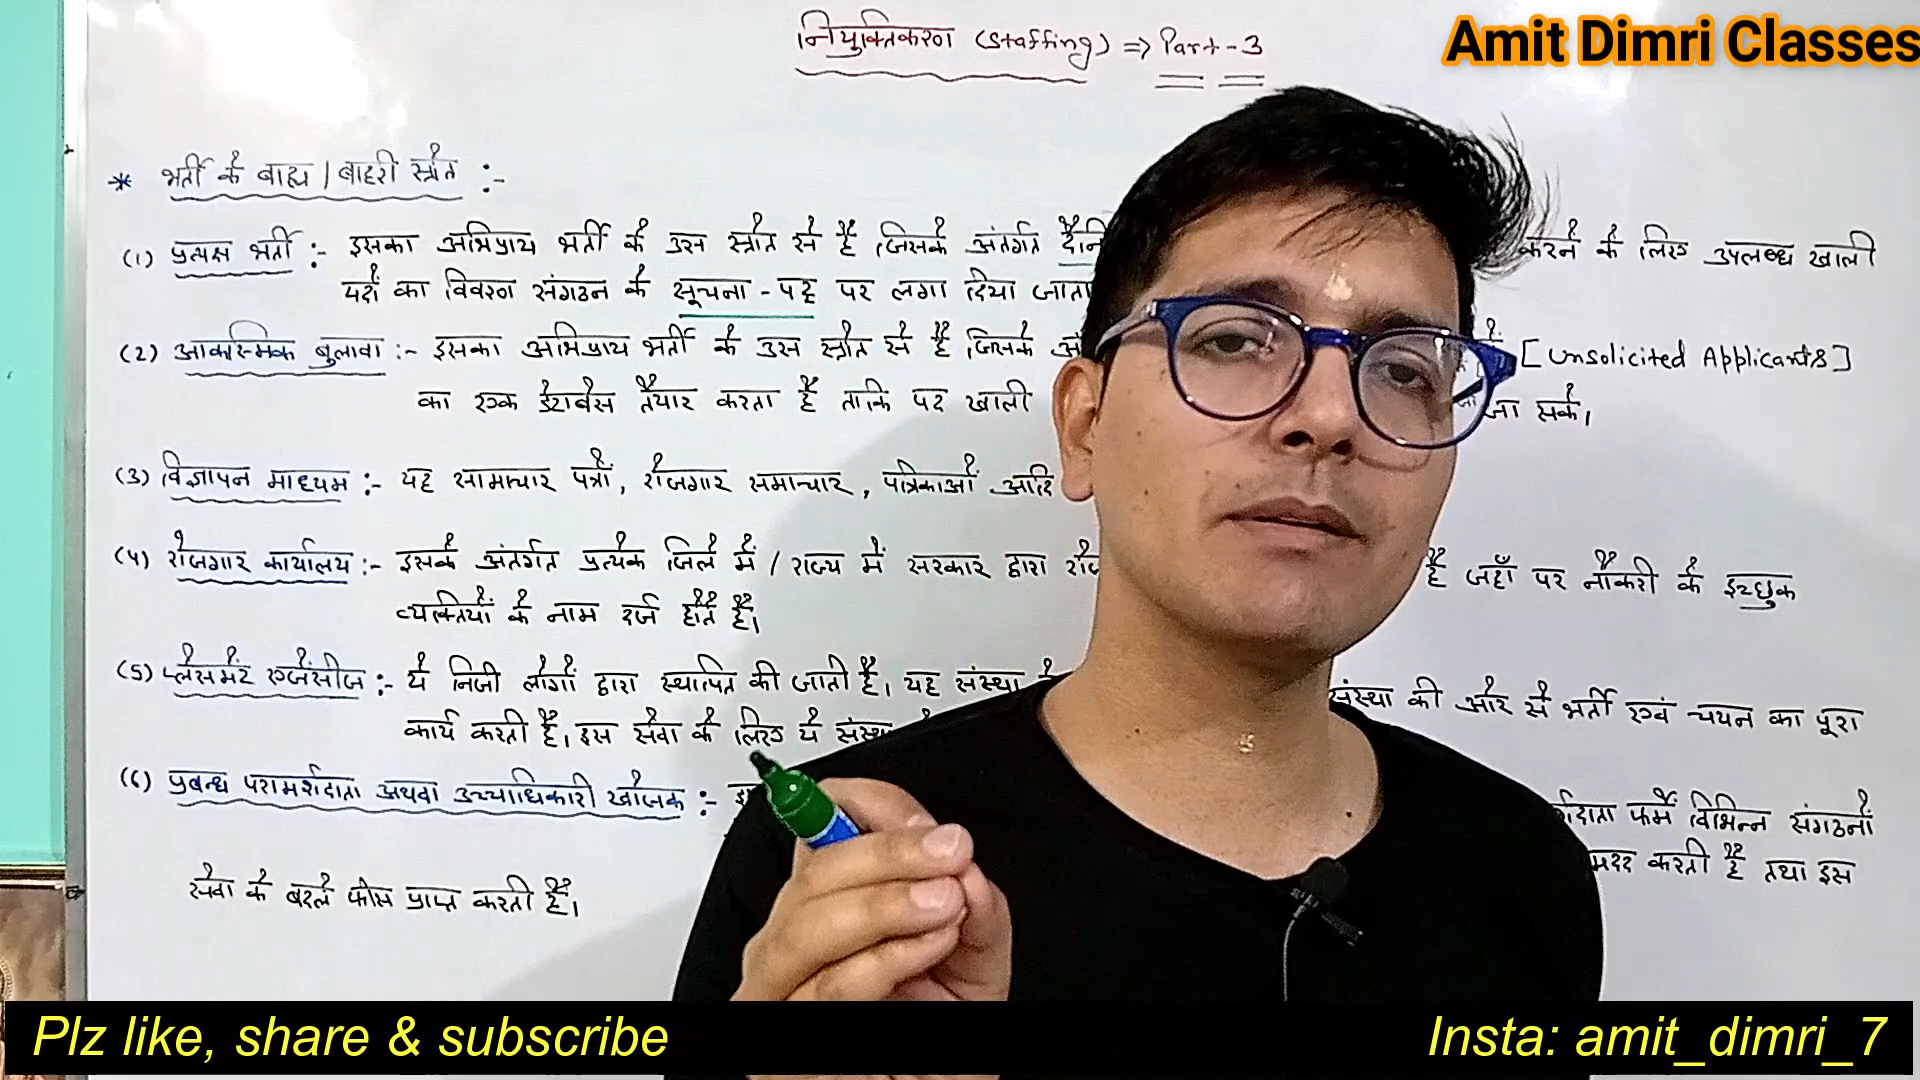 नियुक्तिकरण (Staffing) => Part - 3
Amit Dimri Classes
* भर्ती के बाह्य / बाहरी स्त्रोत :-
(1) प्रत्यक्ष भर्ती :- इसका अभिप्राय भर्ती के उस स्त्रोत से है जिसके अंतर्गत करने के लिए उपलब्ध खाली
पदों का विवरण संगठन के सूचना - पट्ट पर लगा दिया जाता
(2) आकस्मिक बुलावा :- इसका अभिप्राय भर्ती के उस स्त्रोत से है जिसके [Unsolicited Applicants]
का एक डेटाबेस तैयार करता है ताकि पद खाली जा सके।
(3) विज्ञापन माध्यम :- यह सामाचार पत्रों, रोजगार समाचार, पत्रिकाओं आदि
(4) रोजगार कार्यालय :- इसके अंतर्गत प्रत्येक जिले में / राज्य में सरकार द्वारा है जहाँ पर नौकरी के इच्छुक
व्यक्तियों के नाम दर्ज होते हैं।
(5) प्लेसमेंट एजेंसीज :- ये निजी लोगों द्वारा स्थापित की जाती है। यह संस्था संस्था की ओर से भर्ती एवं चयन का पूरा
कार्य करती है। इस सेवा के लिए ये
(6) प्रबन्ध परामर्शदाता अथवा उच्चाधिकारी खोजक :- फर्में विभिन्न संगठनों
मदद करती है तथा इस
सेवा के बदले फीस प्राप्त करती हैं।
Plz like, share & subscribe
Insta: amit_dimri_7